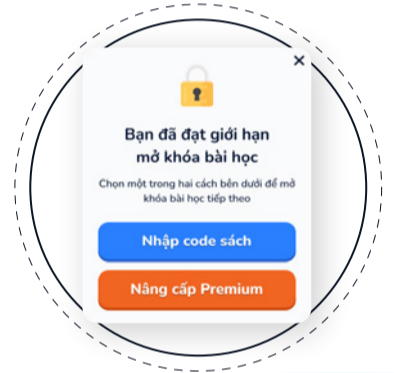 Bạn đã đạt giới hạn
mở khóa bài học
Chọn một trong hai cách bên dưới để mở
khóa bài học tiếp theo
Nhập code sách
Nâng cấp Premium